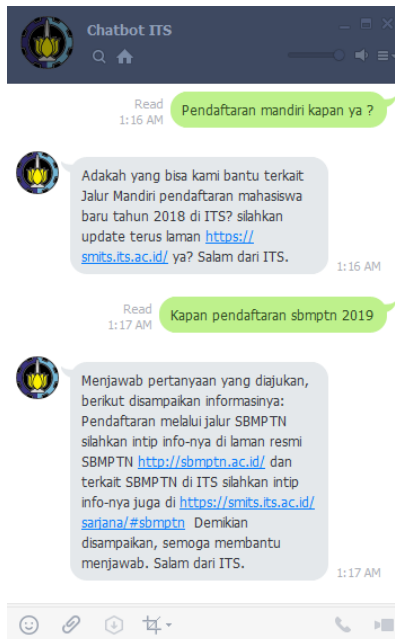 Chatbot ITS
Read
1:16 AM
Pendaftaran mandiri kapan ya ?
Adakah yang bisa kami bantu terkait
Jalur Mandiri pendaftaran mahasiswa
baru tahun 2018 di ITS? silahkan
update terus laman https://
smits.its.ac.id/ ya? Salam dari ITS.
1:16 AM
Read
1:17 AM
Kapan pendaftaran sbmptn 2019
Menjawab pertanyaan yang diajukan,
berikut disampaikan informasinya:
Pendaftaran melalui jalur SBMPTN
silahkan intip info-nya di laman resmi
SBMPTN http://sbmptn.ac.id/ dan
terkait SBMPTN di ITS silahkan intip
info-nya juga di https://smits.its.ac.id/
sarjana/#sbmptn Demikian
disampaikan, semoga membantu
menjawab. Salam dari ITS.
1:17 AM